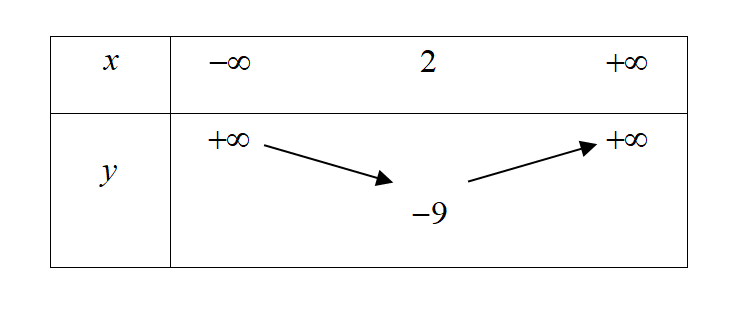 x −∞ 2 +∞
+∞ +∞
y
−9